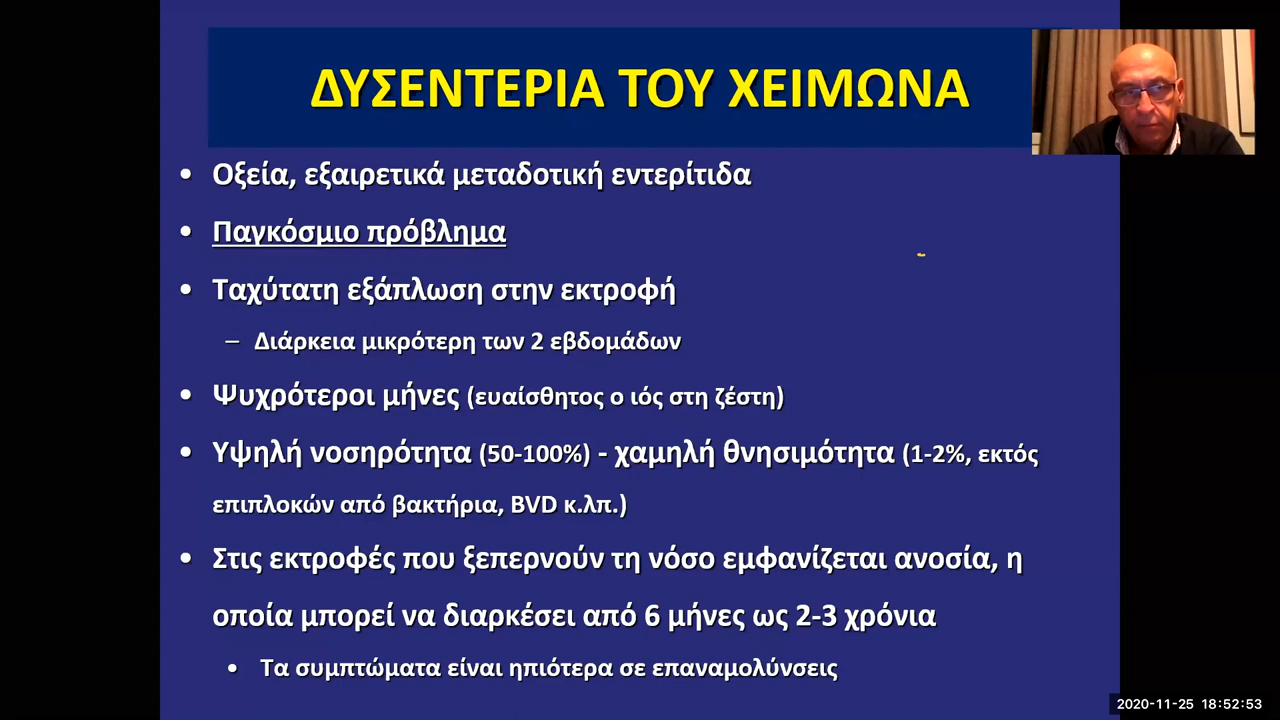 ΔΥΣΕΝΤΕΡΙΑ ΤΟΥ ΧΕΙΜΩΝΑ
• Οξεία, εξαιρετικά μεταδοτική εντερίτιδα
• Παγκόσμιο πρόβλημα
• Ταχύτατη εξάπλωση στην εκτροφή
– Διάρκεια μικρότερη των 2 εβδομάδων
• Ψυχρότεροι μήνες (ευαίσθητος ο ιός στη ζέστη)
• Υψηλή νοσηρότητα (50-100%) - χαμηλή θνησιμότητα (1-2%, εκτός
επιπλοκών από βακτήρια, BVD κ.λπ.)
• Στις εκτροφές που ξεπερνούν τη νόσο εμφανίζεται ανοσία, η
οποία μπορεί να διαρκέσει από 6 μήνες ως 2-3 χρόνια
• Τα συμπτώματα είναι ηπιότερα σε επαναμολύνσεις
2020-11-25 18:52:53